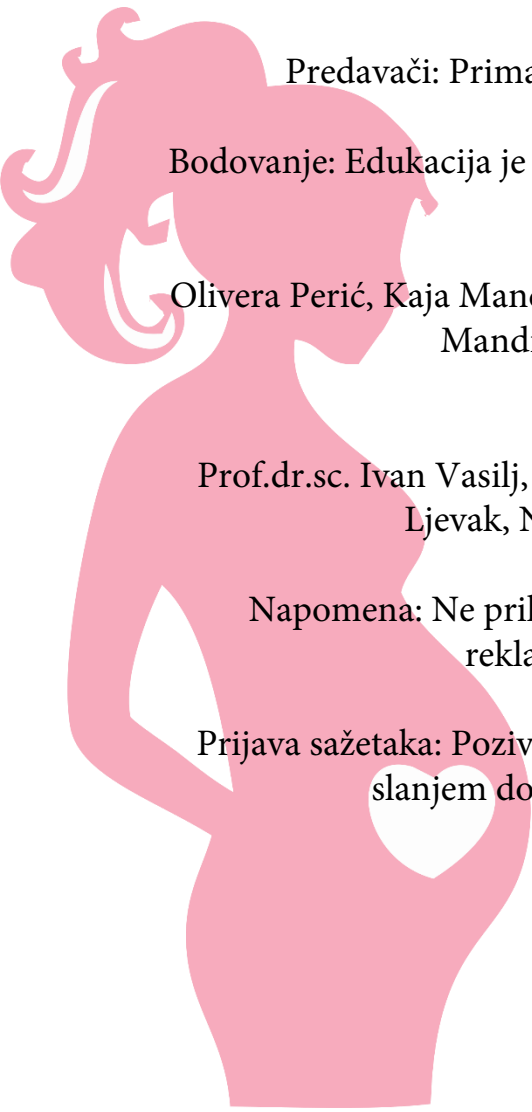 Predavači: Prima
Bodovanje: Edukacija je
Olivera Perić, Kaja Mand
Mandi
Prof.dr.sc. Ivan Vasilj,
Ljevak, N
Napomena: Ne pril
rekla
Prijava sažetaka: Poziv
slanjem do